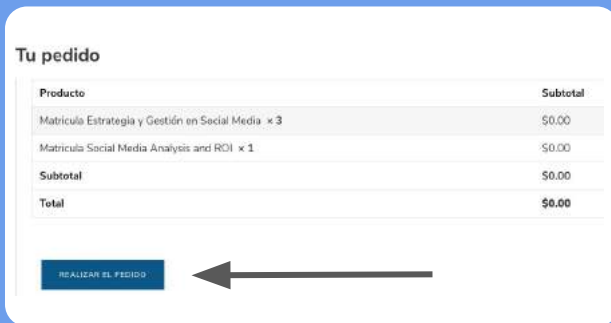 Tu pedido
Producto Subtotal
Matricula Estrategia y Gestión en Social Media × 3 $0.00
Matricula Social Media Analysis and ROI × 1 $0.00
Subtotal $0.00
Total $0.00
REALIZAR EL PEDIDO